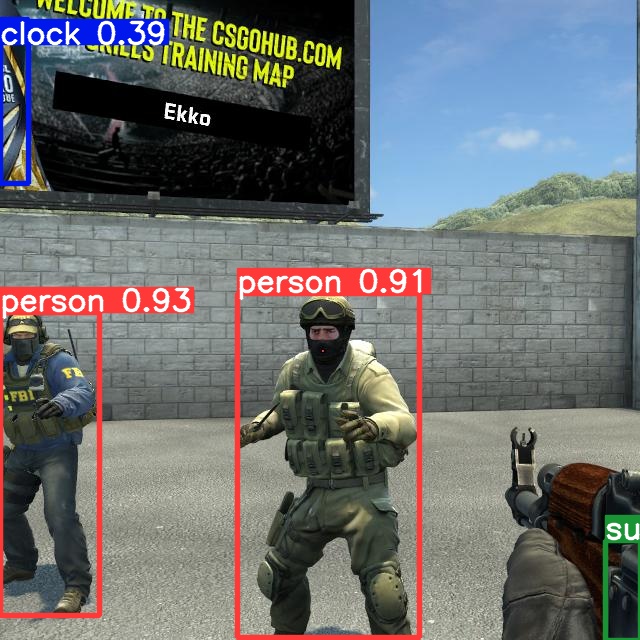 clock 0.39
WELCOME TO THE CSGOHUB.COM
SKILLS TRAINING MAP
Ekko
person 0.93
person 0.91
FBI
su